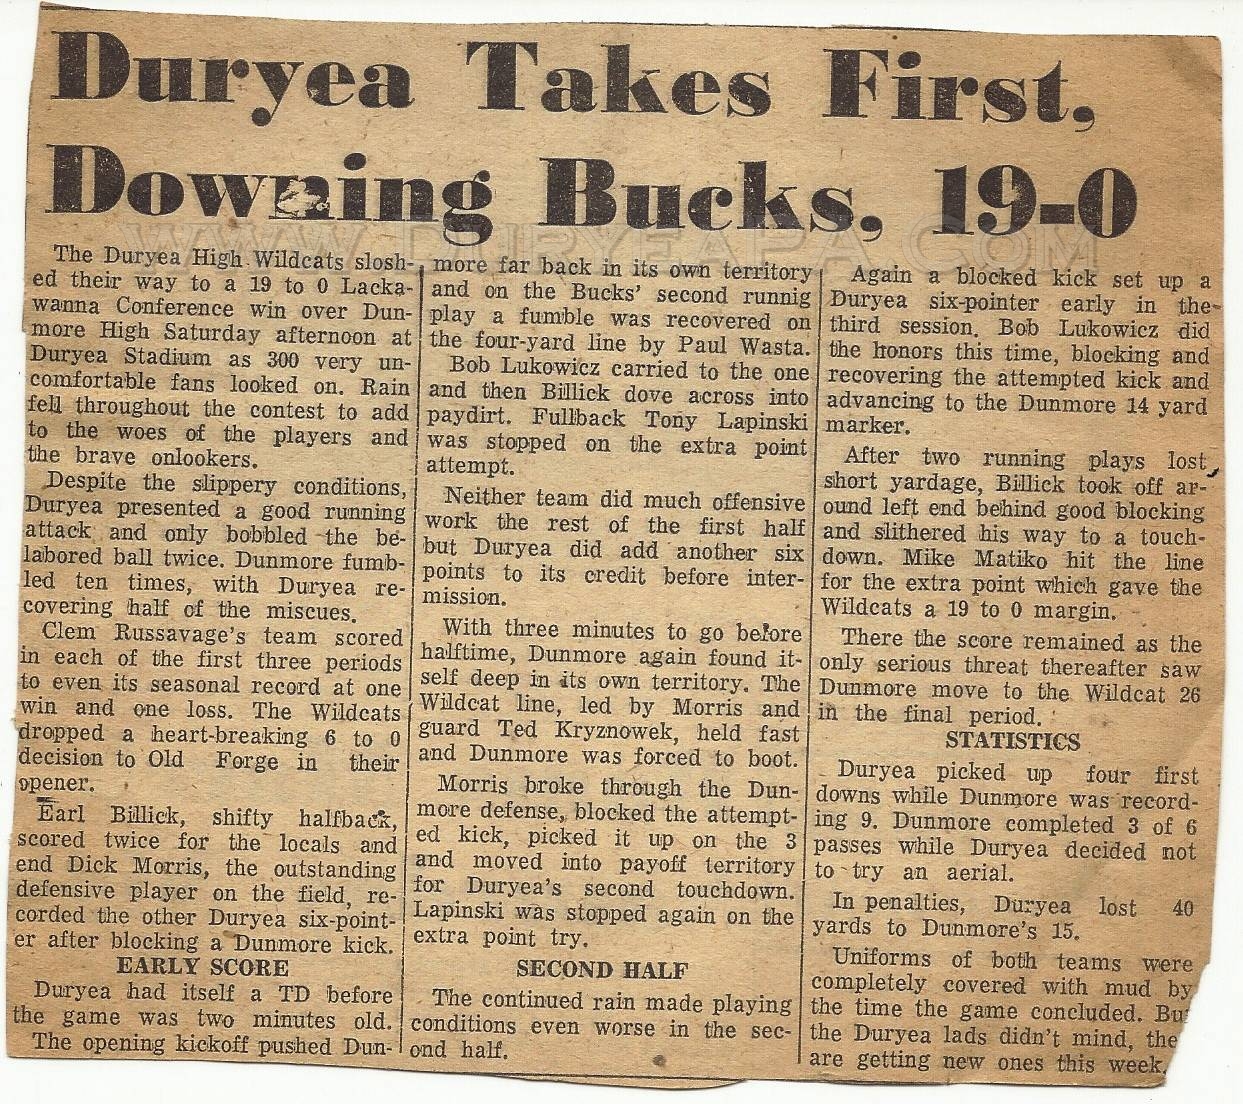 Duryea Takes First,
Downing Bucks, 19-0
www.DuryeaPA.com
The Duryea High Wildcats slosh-
ed their way to a 19 to 0 Lacka-
wanna Conference win over Dun-
more High Saturday afternoon at
Duryea Stadium as 300 very un-
comfortable fans looked on. Rain
fell throughout the contest to add
to the woes of the players and
the brave onlookers.
Despite the slippery conditions,
Duryea presented a good running
attack and only bobbled the be-
labored ball twice. Dunmore fumb-
led ten times, with Duryea re-
covering half of the miscues.
Clem Russavage's team scored
in each of the first three periods
to even its seasonal record at one
win and one loss. The Wildcats
dropped a heart-breaking 6 to 0
decision to Old Forge in their
opener.
Earl Billick, shifty halfback,
scored twice for the locals and
end Dick Morris, the outstanding
defensive player on the field, re-
corded the other Duryea six-point-
er after blocking a Dunmore kick.
EARLY SCORE
Duryea had itself a TD before
the game was two minutes old.
The opening kickoff pushed Dun-
more far back in its own territory
and on the Bucks' second runnig
play a fumble was recovered on
the four-yard line by Paul Wasta.
Bob Lukowicz carried to the one
and then Billick dove across into
paydirt. Fullback Tony Lapinski
was stopped on the extra point
attempt.
Neither team did much offensive
work the rest of the first half
but Duryea did add another six
points to its credit before inter-
mission.
With three minutes to go before
halftime, Dunmore again found it-
self deep in its own territory. The
Wildcat line, led by Morris and
guard Ted Kryznowek, held fast
and Dunmore was forced to boot.
Morris broke through the Dun-
more defense, blocked the attempt-
ed kick, picked it up on the 3
and moved into payoff territory
for Duryea's second touchdown.
Lapinski was stopped again on the
extra point try.
SECOND HALF
The continued rain made playing
conditions even worse in the sec-
ond half.
Again a blocked kick set up a
Duryea six-pointer early in the
third session. Bob Lukowicz did
the honors this time, blocking and
recovering the attempted kick and
advancing to the Dunmore 14 yard
marker.
After two running plays lost
short yardage, Billick took off ar-
ound left end behind good blocking
and slithered his way to a touch-
down. Mike Matiko hit the line
for the extra point which gave the
Wildcats a 19 to 0 margin.
There the score remained as the
only serious threat thereafter saw
Dunmore move to the Wildcat 26
in the final period.
STATISTICS
Duryea picked up four first
downs while Dunmore was record-
ing 9. Dunmore completed 3 of 6
passes while Duryea decided not
to try an aerial.
In penalties, Duryea lost 40
yards to Dunmore's 15.
Uniforms of both teams were
completely covered with mud by
the time the game concluded. But
the Duryea lads didn't mind, the
are getting new ones this week.